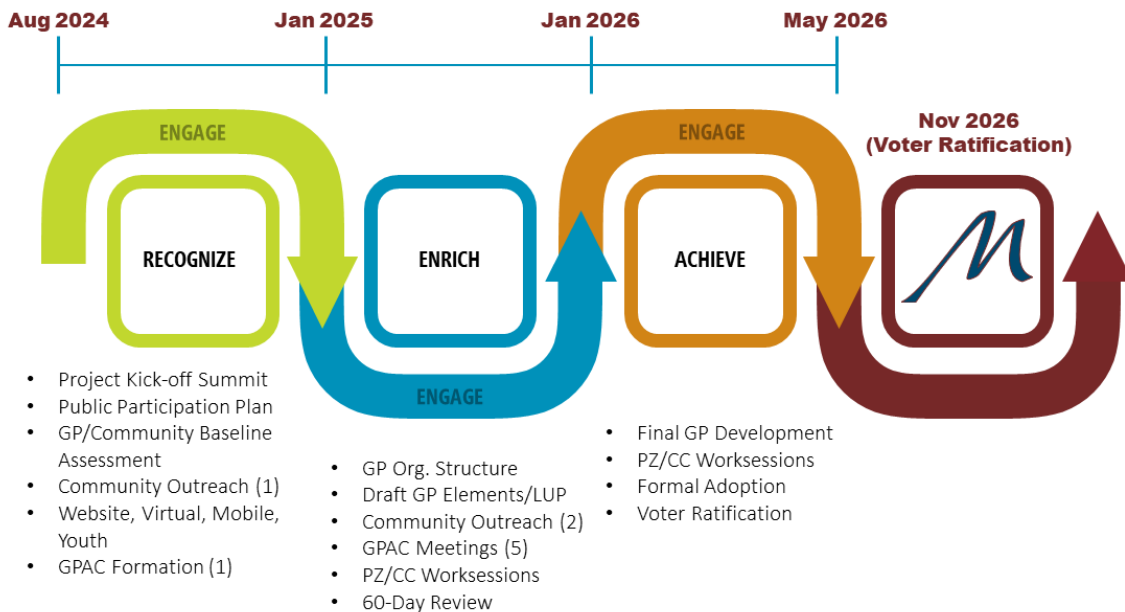 Aug 2024 Jan 2025 Jan 2026 May 2026
ENGAGE
ENGAGE
Nov 2026
(Voter Ratification)
RECOGNIZE
ENRICH
ACHIEVE
M
ENGAGE
• Project Kick-off Summit
• Public Participation Plan
• GP/Community Baseline
Assessment
• Community Outreach (1)
• Website, Virtual, Mobile,
Youth
• GPAC Formation (1)
• GP Org. Structure
• Draft GP Elements/LUP
• Community Outreach (2)
• GPAC Meetings (5)
• PZ/CC Worksessions
• 60-Day Review
• Final GP Development
• PZ/CC Worksessions
• Formal Adoption
• Voter Ratification